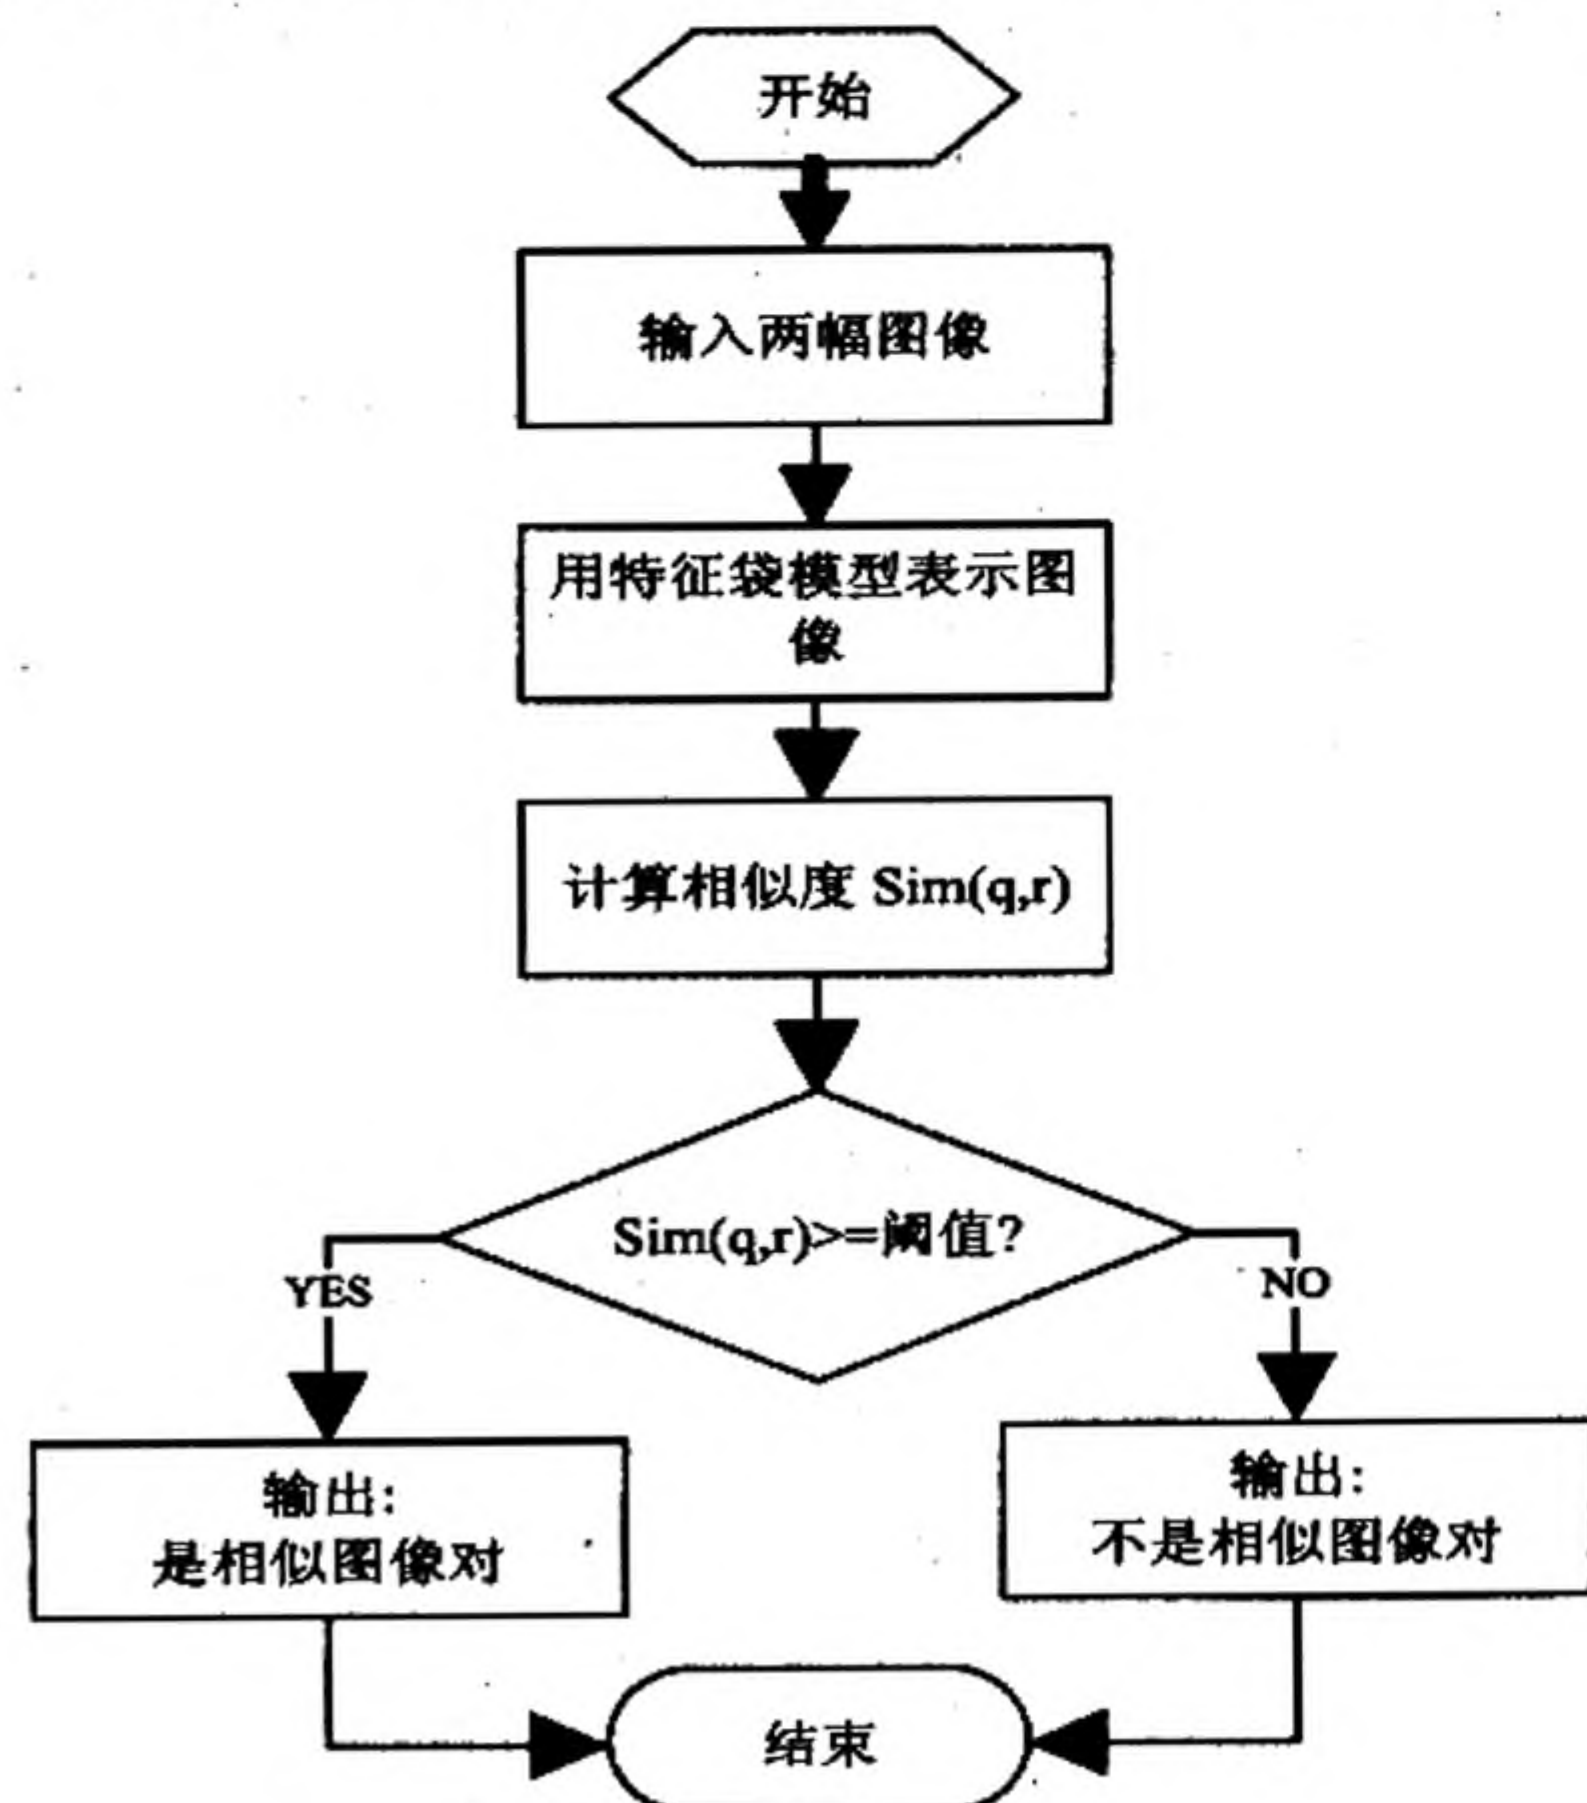 开始
输入两幅图像
用特征袋模型表示图
像
计算相似度 Sim(q,r)
Sim(q,r)>=阈值?
YES
NO
输出:
是相似图像对
输出:
不是相似图像对
结束